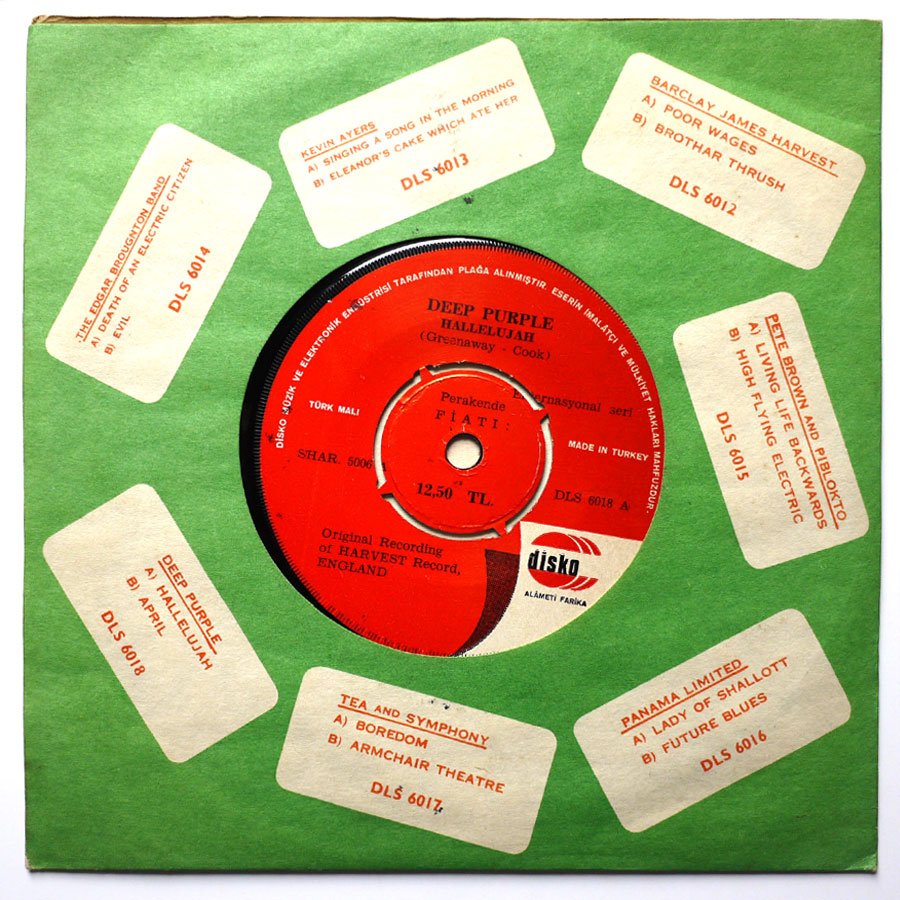 KEVIN AYERS
A) SINGING A SONG IN THE MORNING
B) ELEANOR'S CAKE WHICH ATE HER
DLS 6013
BARCLAY JAMES HARVEST
A) POOR WAGES
B) BROTHAR THRUSH
DLS 6012
THE EDGAR BROUGNTON BAND
A) DEATH OF AN ELECTRIC CITIZEN
B) EVIL
DLS 6014
PETE BROWN AND PIBLOKTO
A) LIVING LIFE BACKWARDS
B) HIGH FLYING ELECTRIC
DLS 6015
DİSKO MÜZİK VE ELEKTRONİK ENDÜSTRİSİ TARAFINDAN PLAĞA ALINMIŞTIR. ESERİN İMALÂTÇI VE MÜLKİYET HAKLARI MAHFUZDUR.
DEEP PURPLE
HALLELUJAH
(Greenaway - Cook)
Perakende
seri
FİATI:
TÜRK MALI
MADE IN TURKEY
SHAR. 5006
12,50 TL.
DLS 6018 A
Original Recording
of HARVEST Record,
ENGLAND
disko
ALÂMETİ FARİKA
DEEP PURPLE
A) HALLELUJAH
B) APRIL
DLS 6018
TEA AND SYMPHONY
A) BOREDOM
B) ARMCHAIR THEATRE
DLS 6017
PANAMA LIMITED
A) LADY OF SHALLOTT
B) FUTURE BLUES
DLS 6016